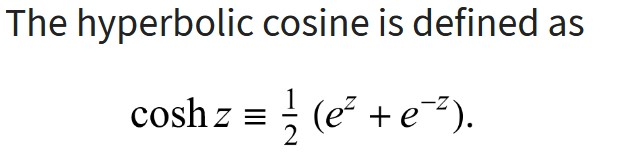 The hyperbolic cosine is defined as
cosh z ≡ 1/2 (e^z + e^−z).